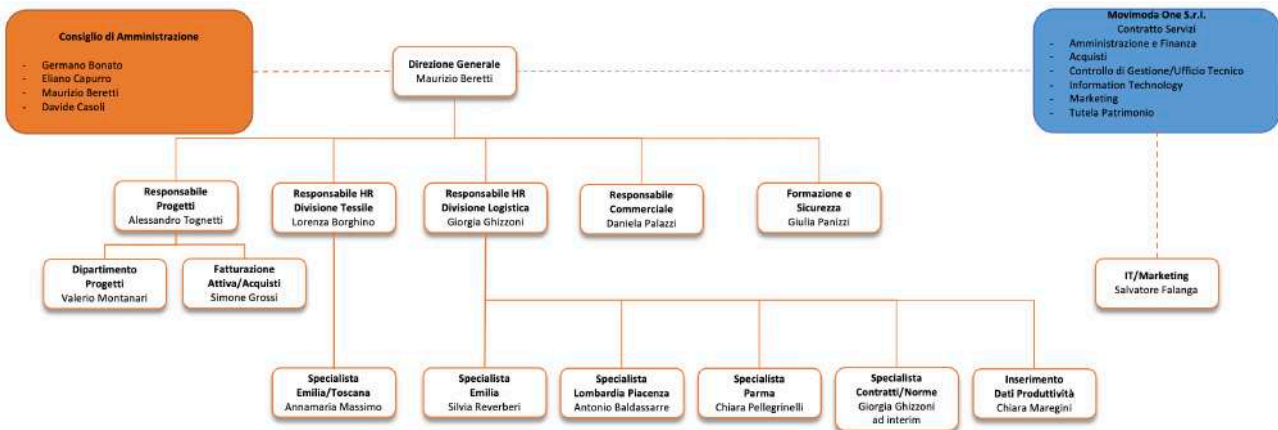 Consiglio di Amministrazione
- Germano Bonato
- Eliano Capurro
- Maurizio Beretti
- Davide Casoli
Direzione Generale
Maurizio Beretti
Movimoda One S.r.l.
Contratto Servizi
- Amministrazione e Finanza
- Acquisti
- Controllo di Gestione/Ufficio Tecnico
- Information Technology
- Marketing
- Tutela Patrimonio
Responsabile
Progetti
Alessandro Tognetti
Responsabile HR
Divisione Tessile
Lorenza Borghino
Responsabile HR
Divisione Logistica
Giorgia Ghizzoni
Responsabile
Commerciale
Daniela Palazzi
Formazione e
Sicurezza
Giulia Panizzi
Dipartimento
Progetti
Valerio Montanari
Fatturazione
Attiva/Acquisti
Simone Grossi
IT/Marketing
Salvatore Falanga
Specialista
Emilia/Toscana
Annamaria Massimo
Specialista
Emilia
Silvia Reverberi
Specialista
Lombardia Piacenza
Antonio Baldassarre
Specialista
Parma
Chiara Pellegrinelli
Specialista
Contratti/Norme
Giorgia Ghizzoni
ad interim
Inserimento
Dati Produttività
Chiara Maregini